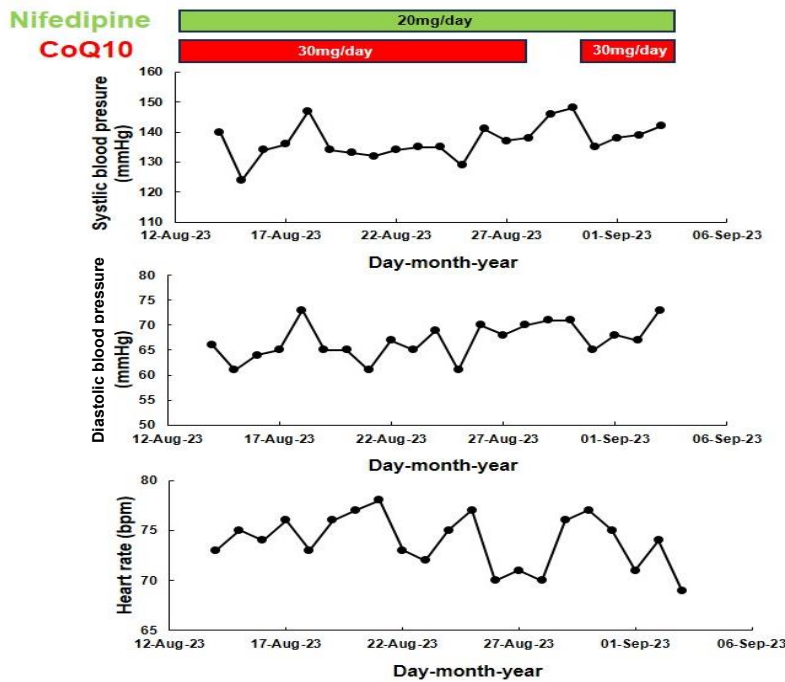 Nifedipine 20mg/day
CoQ10 30mg/day 30mg/day
Systlic blood presure
(mmHg)
160
150
140
130
120
110
12-Aug-23 17-Aug-23 22-Aug-23 27-Aug-23 01-Sep-23 06-Sep-23
Day-month-year
Diastolic blood pressure
(mmHg)
80
75
70
65
60
55
50
12-Aug-23 17-Aug-23 22-Aug-23 27-Aug-23 01-Sep-23 06-Sep-23
Day-month-year
Heart rate (bpm)
80
75
70
65
12-Aug-23 17-Aug-23 22-Aug-23 27-Aug-23 01-Sep-23 06-Sep-23
Day-month-year